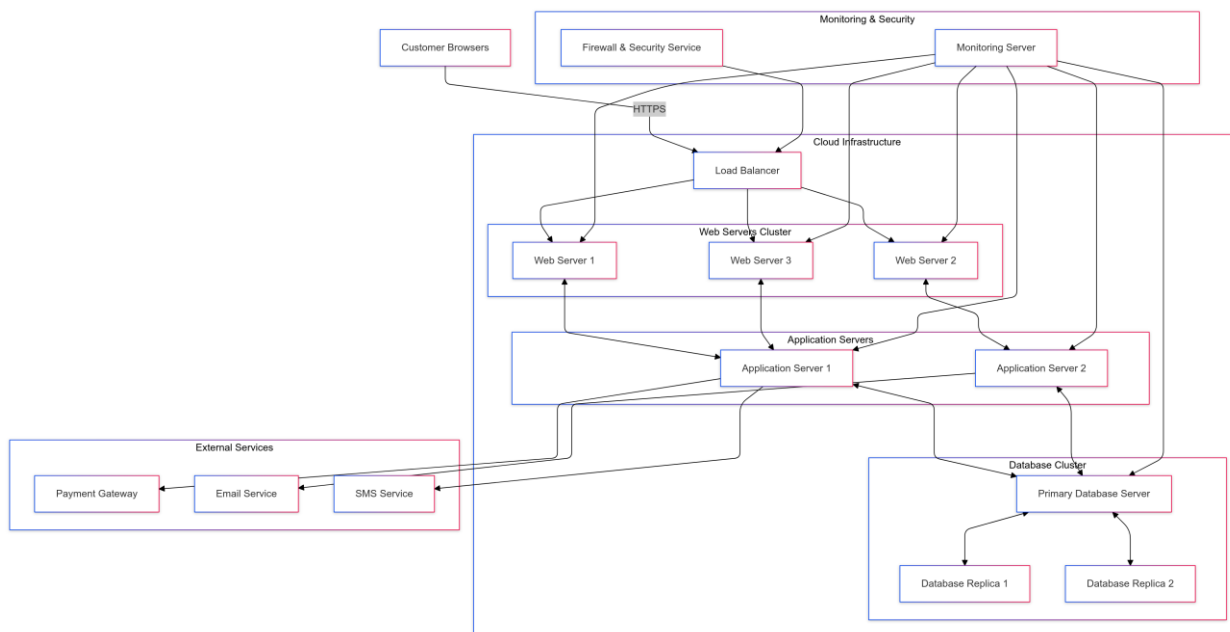 Monitoring & Security
Customer Browsers
Firewall & Security Service
Monitoring Server
HTTPS
Cloud Infrastructure
Load Balancer
Web Servers Cluster
Web Server 1
Web Server 3
Web Server 2
Application Servers
Application Server 1
Application Server 2
External Services
Payment Gateway
Email Service
SMS Service
Database Cluster
Primary Database Server
Database Replica 1
Database Replica 2